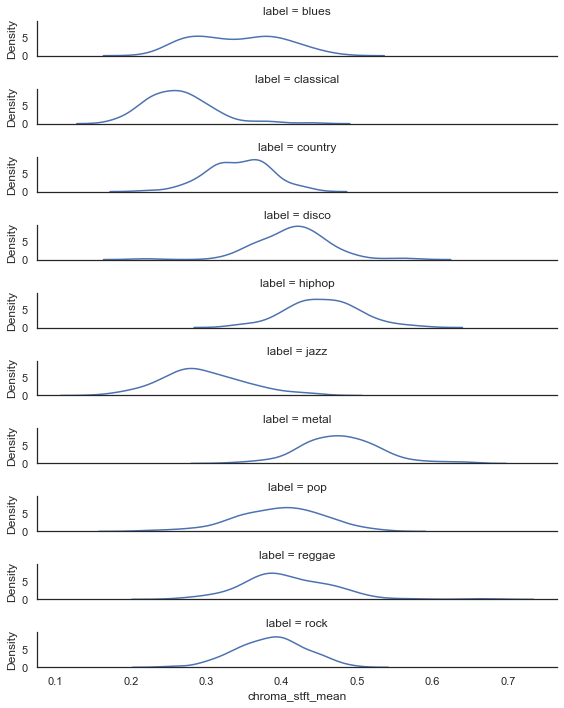 label = blues
Density
5
0
label = classical
Density
5
0
label = country
Density
5
0
label = disco
Density
5
0
label = hiphop
Density
5
0
label = jazz
Density
5
0
label = metal
Density
5
0
label = pop
Density
5
0
label = reggae
Density
5
0
label = rock
Density
5
0
0.1 0.2 0.3 0.4 0.5 0.6 0.7
chroma_stft_mean